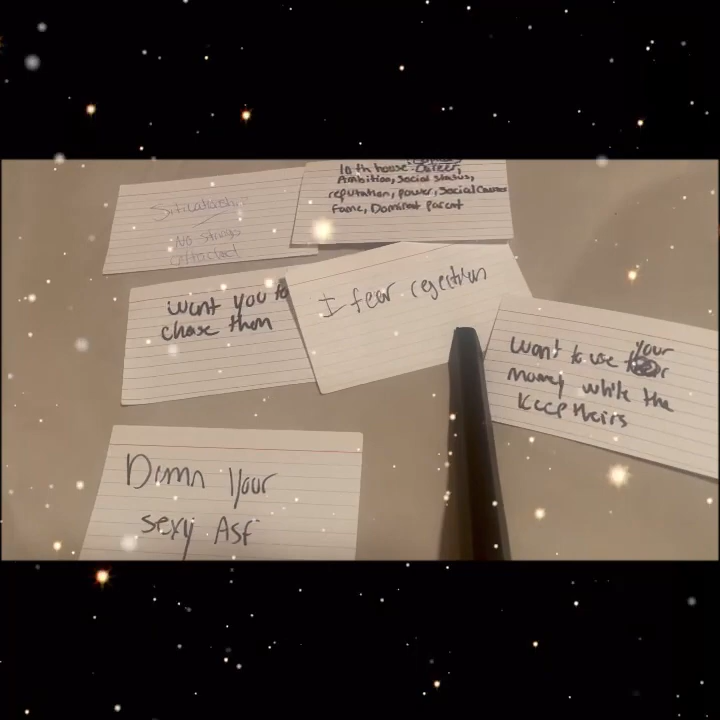 Situationship
No strings
attached
10th house: Career,
Ambition, Social status,
reputation, power, Social Causes
Fame, Dominant parent
want you to
chase them
I fear rejection
Want to use your
money while the
Keep theirs
Damn Your
sexy Asf